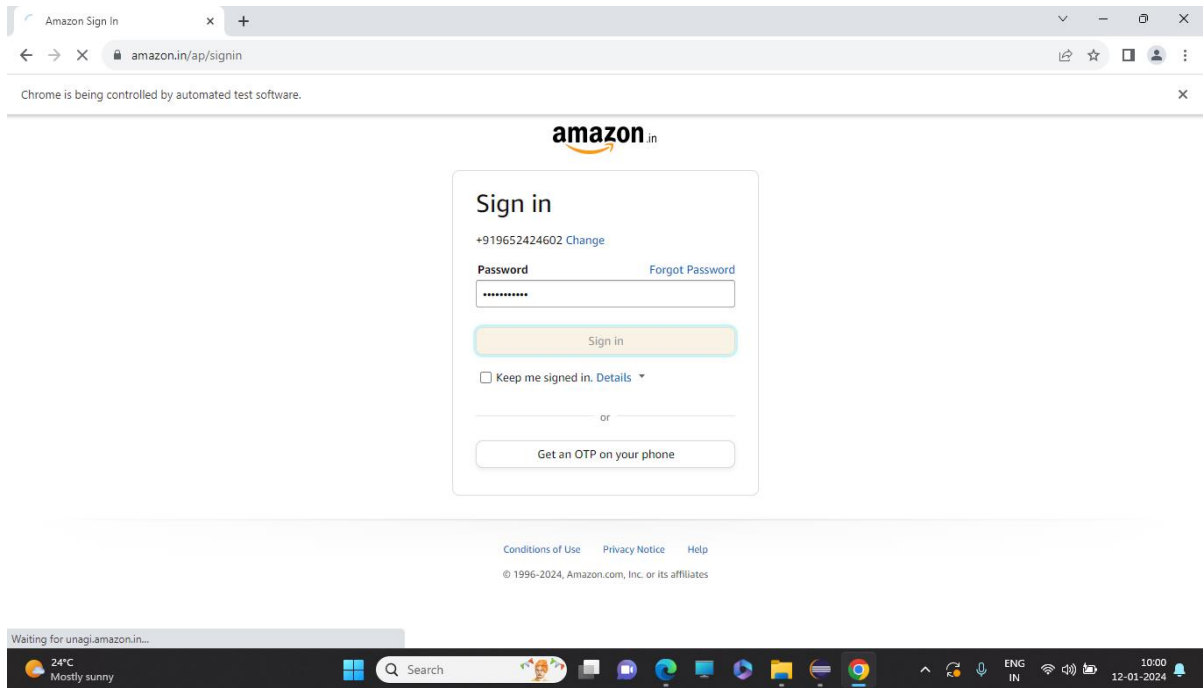 Amazon Sign In
amazon.in/ap/signin
Chrome is being controlled by automated test software.
amazon.in
Sign in
+919652424602 Change
Password Forgot Password
•••••••••••
Sign in
Keep me signed in. Details
or
Get an OTP on your phone
Conditions of Use Privacy Notice Help
© 1996-2024, Amazon.com, Inc. or its affiliates
Waiting for unagi.amazon.in...
24°C
Mostly sunny
Search
ENG
IN
10:00
12-01-2024